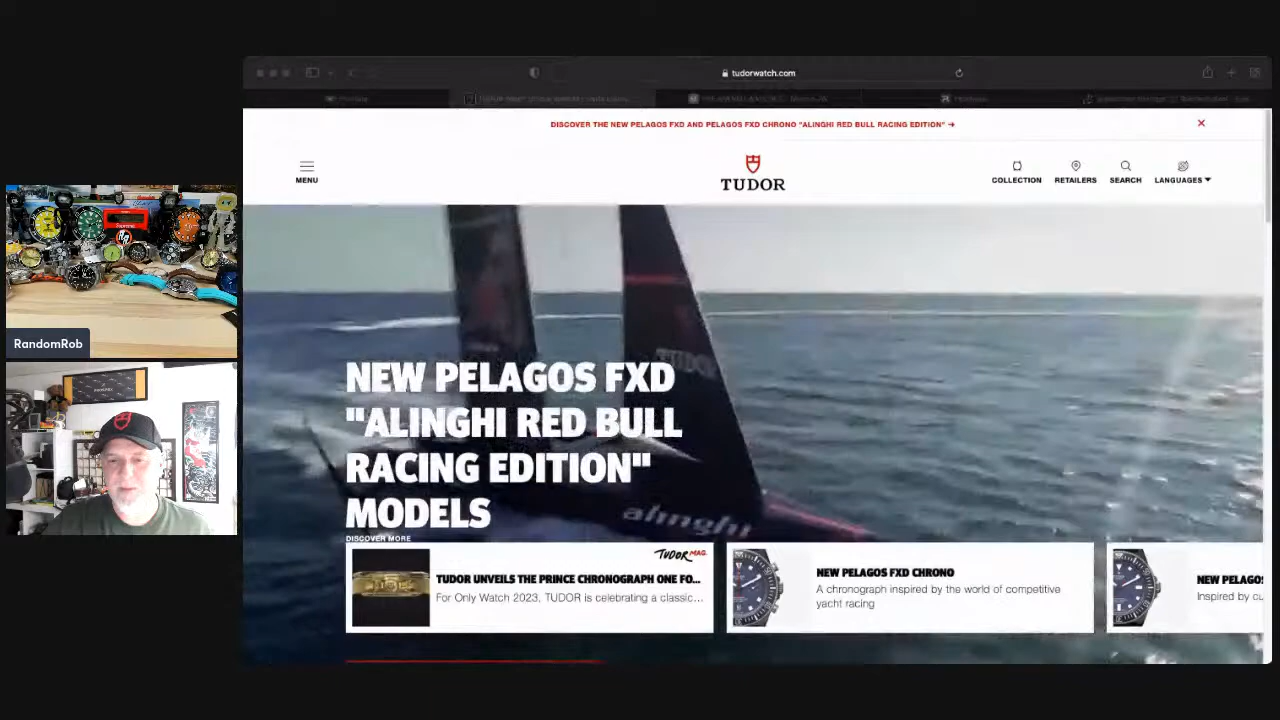 tudorwatch.com
DISCOVER THE NEW PELAGOS FXD AND PELAGOS FXD CHRONO "ALINGHI RED BULL RACING EDITION" →
MENU
TUDOR
COLLECTION
RETAILERS
SEARCH
LANGUAGES
RandomRob
TUDOR
NEW PELAGOS FXD
"ALINGHI RED BULL
RACING EDITION"
MODELS
alinghi
DISCOVER MORE
TUDOR MAG
TUDOR UNVEILS THE PRINCE CHRONOGRAPH ONE FO...
For Only Watch 2023, TUDOR is celebrating a classic...
NEW PELAGOS FXD CHRONO
A chronograph inspired by the world of competitive
yacht racing
NEW PELAGOS
Inspired by cu